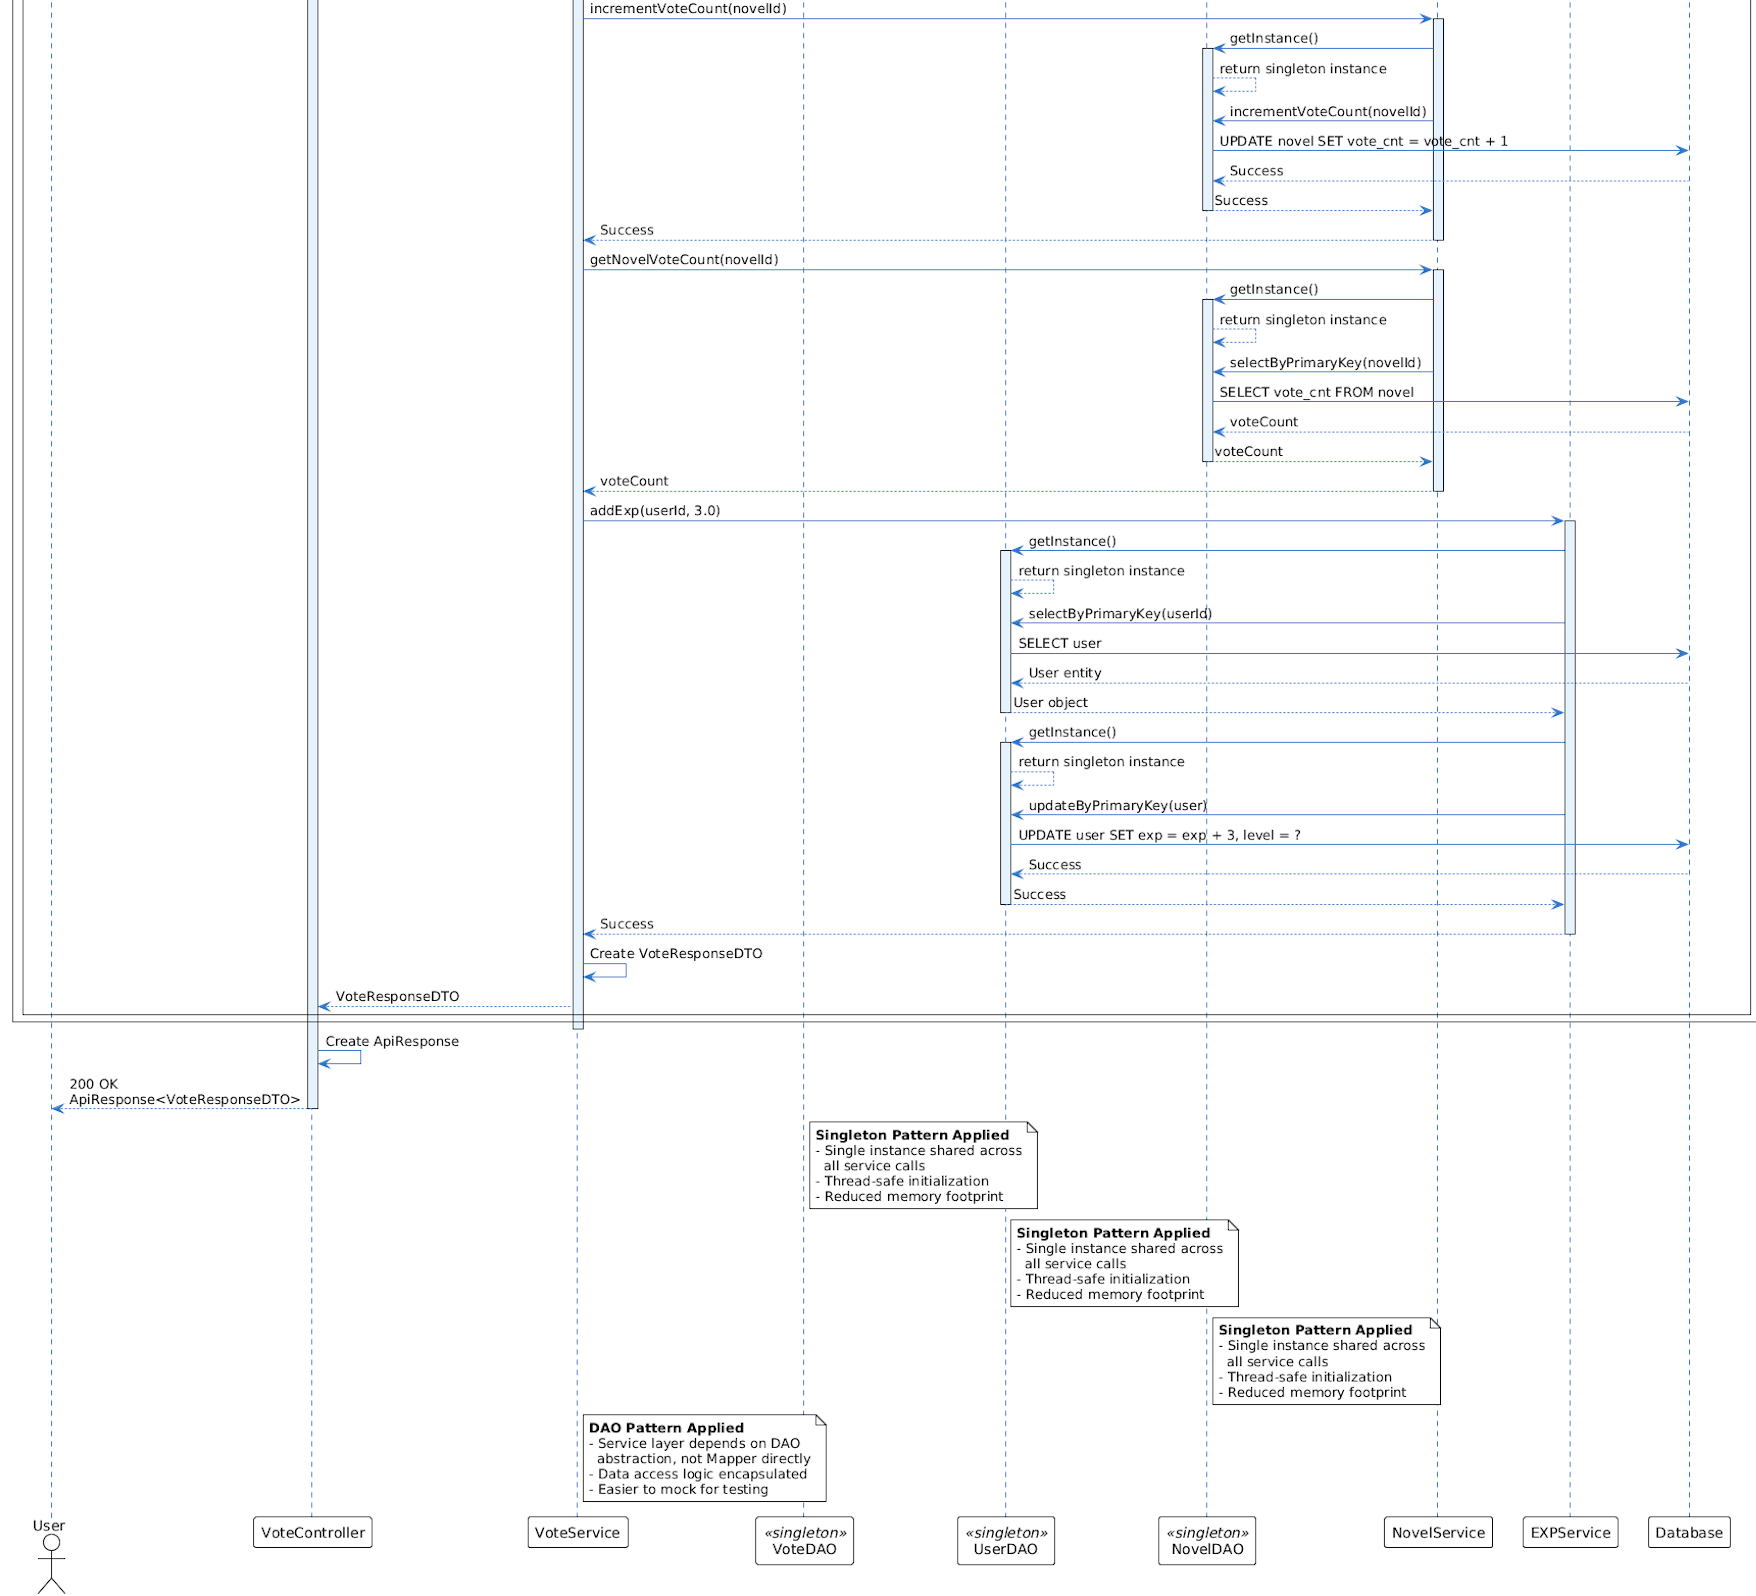 incrementVoteCount(novelId)
getInstance()
return singleton instance
incrementVoteCount(novelId)
UPDATE novel SET vote_cnt = vote_cnt + 1
Success
Success
Success
getNovelVoteCount(novelId)
getInstance()
return singleton instance
selectByPrimaryKey(novelId)
SELECT vote_cnt FROM novel
voteCount
voteCount
voteCount
addExp(userId, 3.0)
getInstance()
return singleton instance
selectByPrimaryKey(userId)
SELECT user
User entity
User object
getInstance()
return singleton instance
updateByPrimaryKey(user)
UPDATE user SET exp = exp + 3, level = ?
Success
Success
Success
Create VoteResponseDTO
VoteResponseDTO
Create ApiResponse
200 OK
ApiResponse<VoteResponseDTO>
Singleton Pattern Applied
- Single instance shared across
all service calls
- Thread-safe initialization
- Reduced memory footprint
Singleton Pattern Applied
- Single instance shared across
all service calls
- Thread-safe initialization
- Reduced memory footprint
Singleton Pattern Applied
- Single instance shared across
all service calls
- Thread-safe initialization
- Reduced memory footprint
DAO Pattern Applied
- Service layer depends on DAO
abstraction, not Mapper directly
- Data access logic encapsulated
- Easier to mock for testing
User
VoteController
VoteService
«singleton»
VoteDAO
«singleton»
UserDAO
«singleton»
NovelDAO
NovelService
EXPService
Database